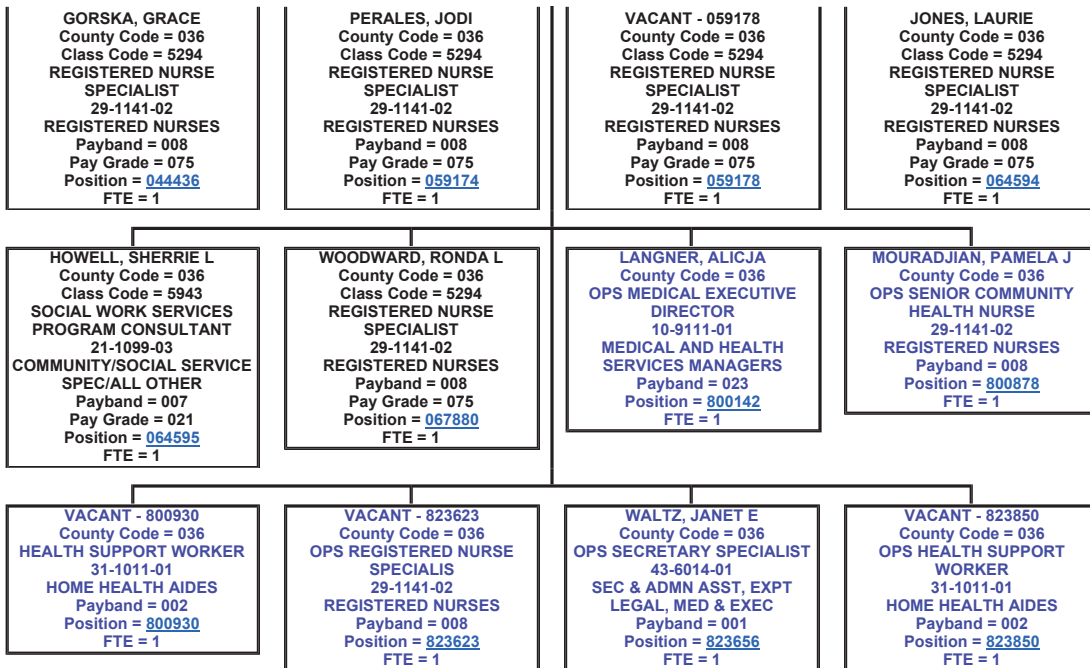 GORSKA, GRACE
County Code = 036
Class Code = 5294
REGISTERED NURSE
SPECIALIST
29-1141-02
REGISTERED NURSES
Payband = 008
Pay Grade = 075
Position = 044436
FTE = 1
PERALES, JODI
County Code = 036
Class Code = 5294
REGISTERED NURSE
SPECIALIST
29-1141-02
REGISTERED NURSES
Payband = 008
Pay Grade = 075
Position = 059174
FTE = 1
VACANT - 059178
County Code = 036
Class Code = 5294
REGISTERED NURSE
SPECIALIST
29-1141-02
REGISTERED NURSES
Payband = 008
Pay Grade = 075
Position = 059178
FTE = 1
JONES, LAURIE
County Code = 036
Class Code = 5294
REGISTERED NURSE
SPECIALIST
29-1141-02
REGISTERED NURSES
Payband = 008
Pay Grade = 075
Position = 064594
FTE = 1
HOWELL, SHERRIE L
County Code = 036
Class Code = 5943
SOCIAL WORK SERVICES
PROGRAM CONSULTANT
21-1099-03
COMMUNITY/SOCIAL SERVICE
SPEC/ALL OTHER
Payband = 007
Pay Grade = 021
Position = 064595
FTE = 1
WOODWARD, RONDA L
County Code = 036
Class Code = 5294
REGISTERED NURSE
SPECIALIST
29-1141-02
REGISTERED NURSES
Payband = 008
Pay Grade = 075
Position = 067880
FTE = 1
LANGNER, ALICJA
County Code = 036
OPS MEDICAL EXECUTIVE
DIRECTOR
10-9111-01
MEDICAL AND HEALTH
SERVICES MANAGERS
Payband = 023
Position = 800142
FTE = 1
MOURADJIAN, PAMELA J
County Code = 036
OPS SENIOR COMMUNITY
HEALTH NURSE
29-1141-02
REGISTERED NURSES
Payband = 008
Position = 800878
FTE = 1
VACANT - 800930
County Code = 036
HEALTH SUPPORT WORKER
31-1011-01
HOME HEALTH AIDES
Payband = 002
Position = 800930
FTE = 1
VACANT - 823623
County Code = 036
OPS REGISTERED NURSE
SPECIALIS
29-1141-02
REGISTERED NURSES
Payband = 008
Position = 823623
FTE = 1
WALTZ, JANET E
County Code = 036
OPS SECRETARY SPECIALIST
43-6014-01
SEC & ADMN ASST, EXPT
LEGAL, MED & EXEC
Payband = 001
Position = 823656
FTE = 1
VACANT - 823850
County Code = 036
OPS HEALTH SUPPORT
WORKER
31-1011-01
HOME HEALTH AIDES
Payband = 002
Position = 823850
FTE = 1